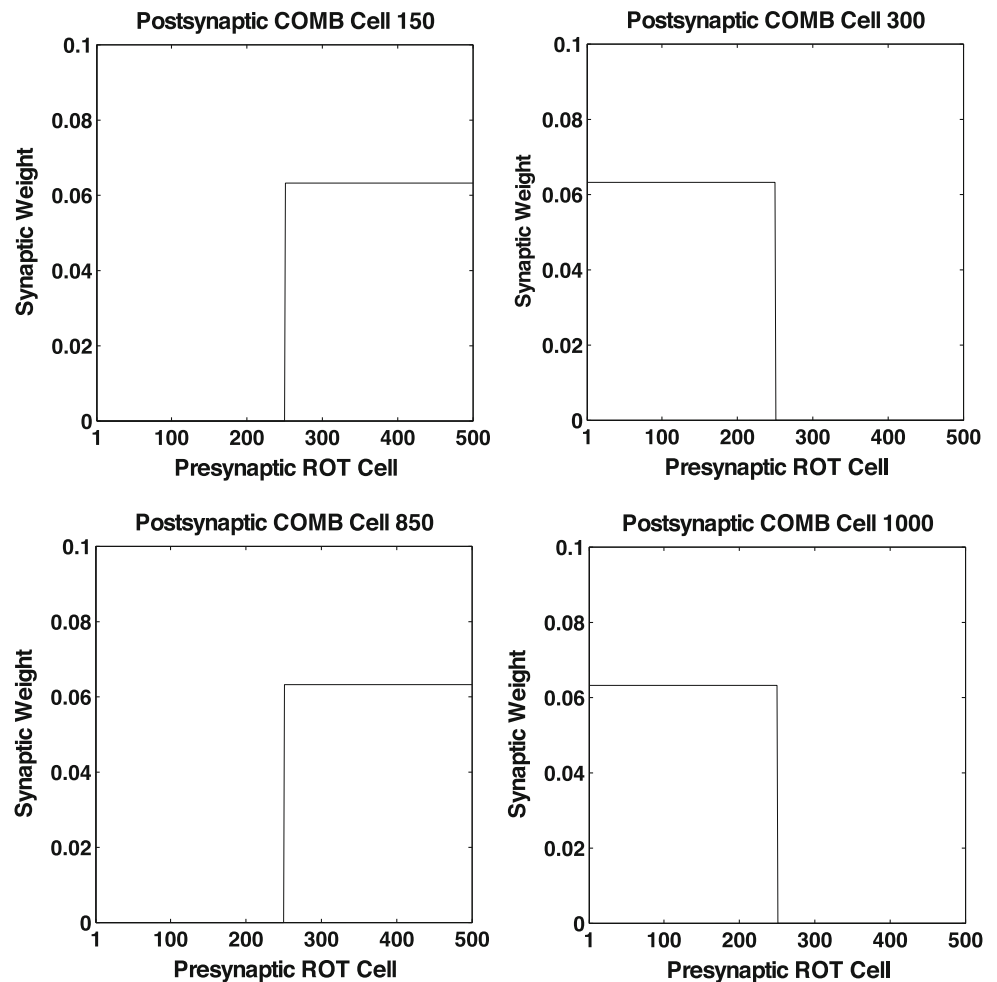 Postsynaptic COMB Cell 150
0.1
0.08
0.06
0.04
0.02
0
Synaptic Weight
1 100 200 300 400 500
Presynaptic ROT Cell
Postsynaptic COMB Cell 300
0.1
0.08
0.06
0.04
0.02
0
Synaptic Weight
1 100 200 300 400 500
Presynaptic ROT Cell
Postsynaptic COMB Cell 850
0.1
0.08
0.06
0.04
0.02
0
Synaptic Weight
1 100 200 300 400 500
Presynaptic ROT Cell
Postsynaptic COMB Cell 1000
0.1
0.08
0.06
0.04
0.02
0
Synaptic Weight
1 100 200 300 400 500
Presynaptic ROT Cell